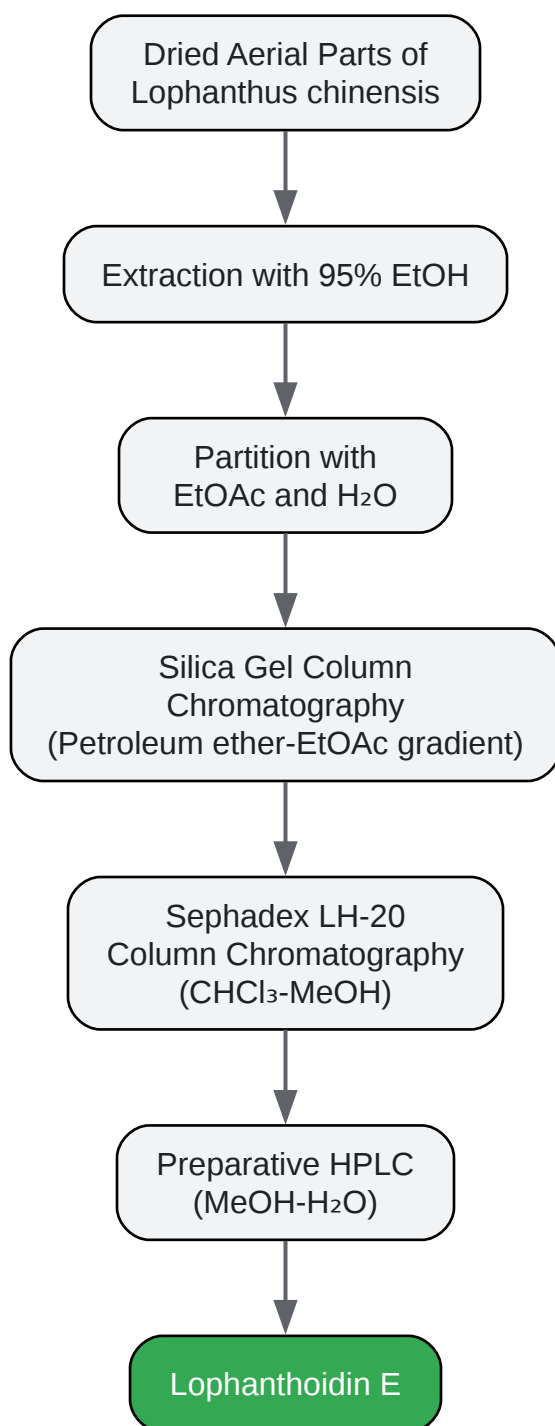 Dried Aerial Parts of
Lophanthus chinensis
Extraction with 95% EtOH
Partition with
EtOAc and H₂O
Silica Gel Column
Chromatography
(Petroleum ether-EtOAc gradient)
Sephadex LH-20
Column Chromatography
(CHCl₃-MeOH)
Preparative HPLC
(MeOH-H₂O)
Lophanthoidin E